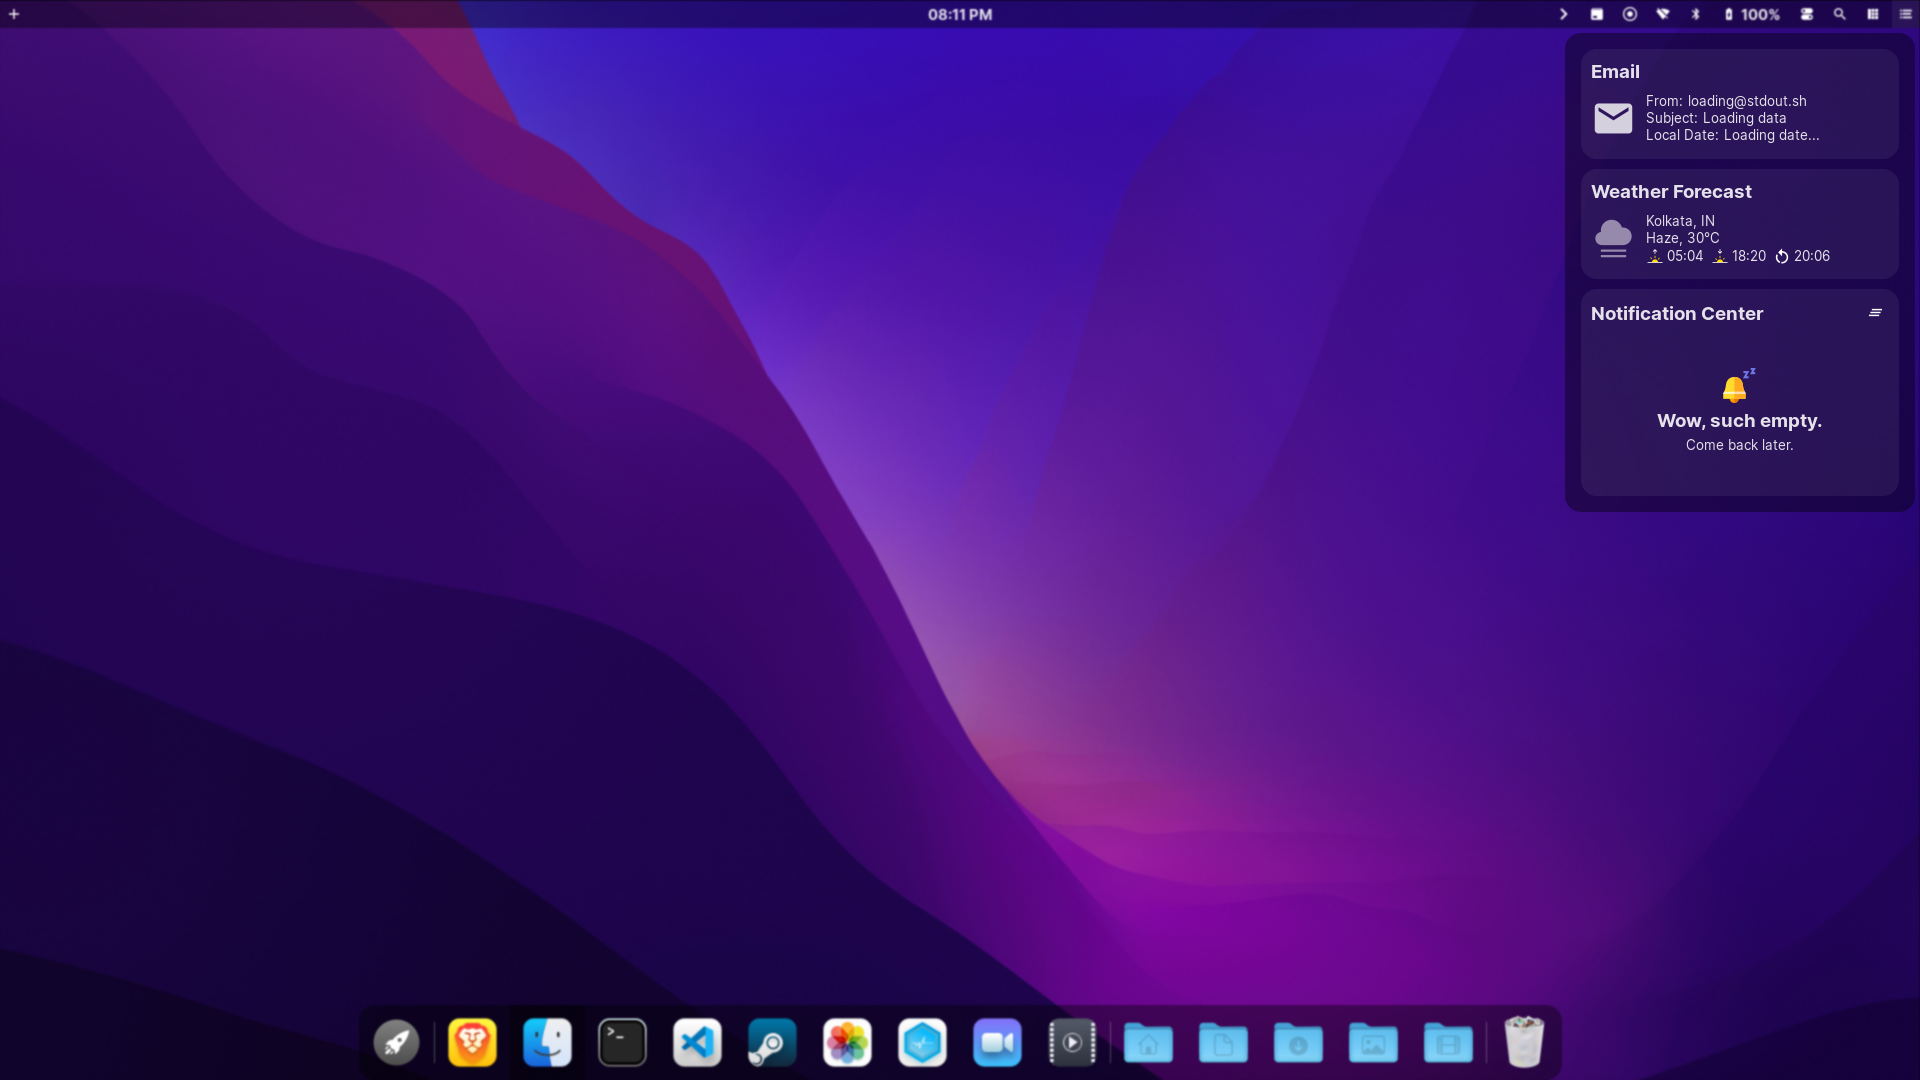 08:11 PM
100%
Email
From: loading@stdout.sh
Subject: Loading data
Local Date: Loading date...
Weather Forecast
Kolkata, IN
Haze, 30°C
05:04 18:20 20:06
Notification Center
z z
Wow, such empty.
Come back later.
>_